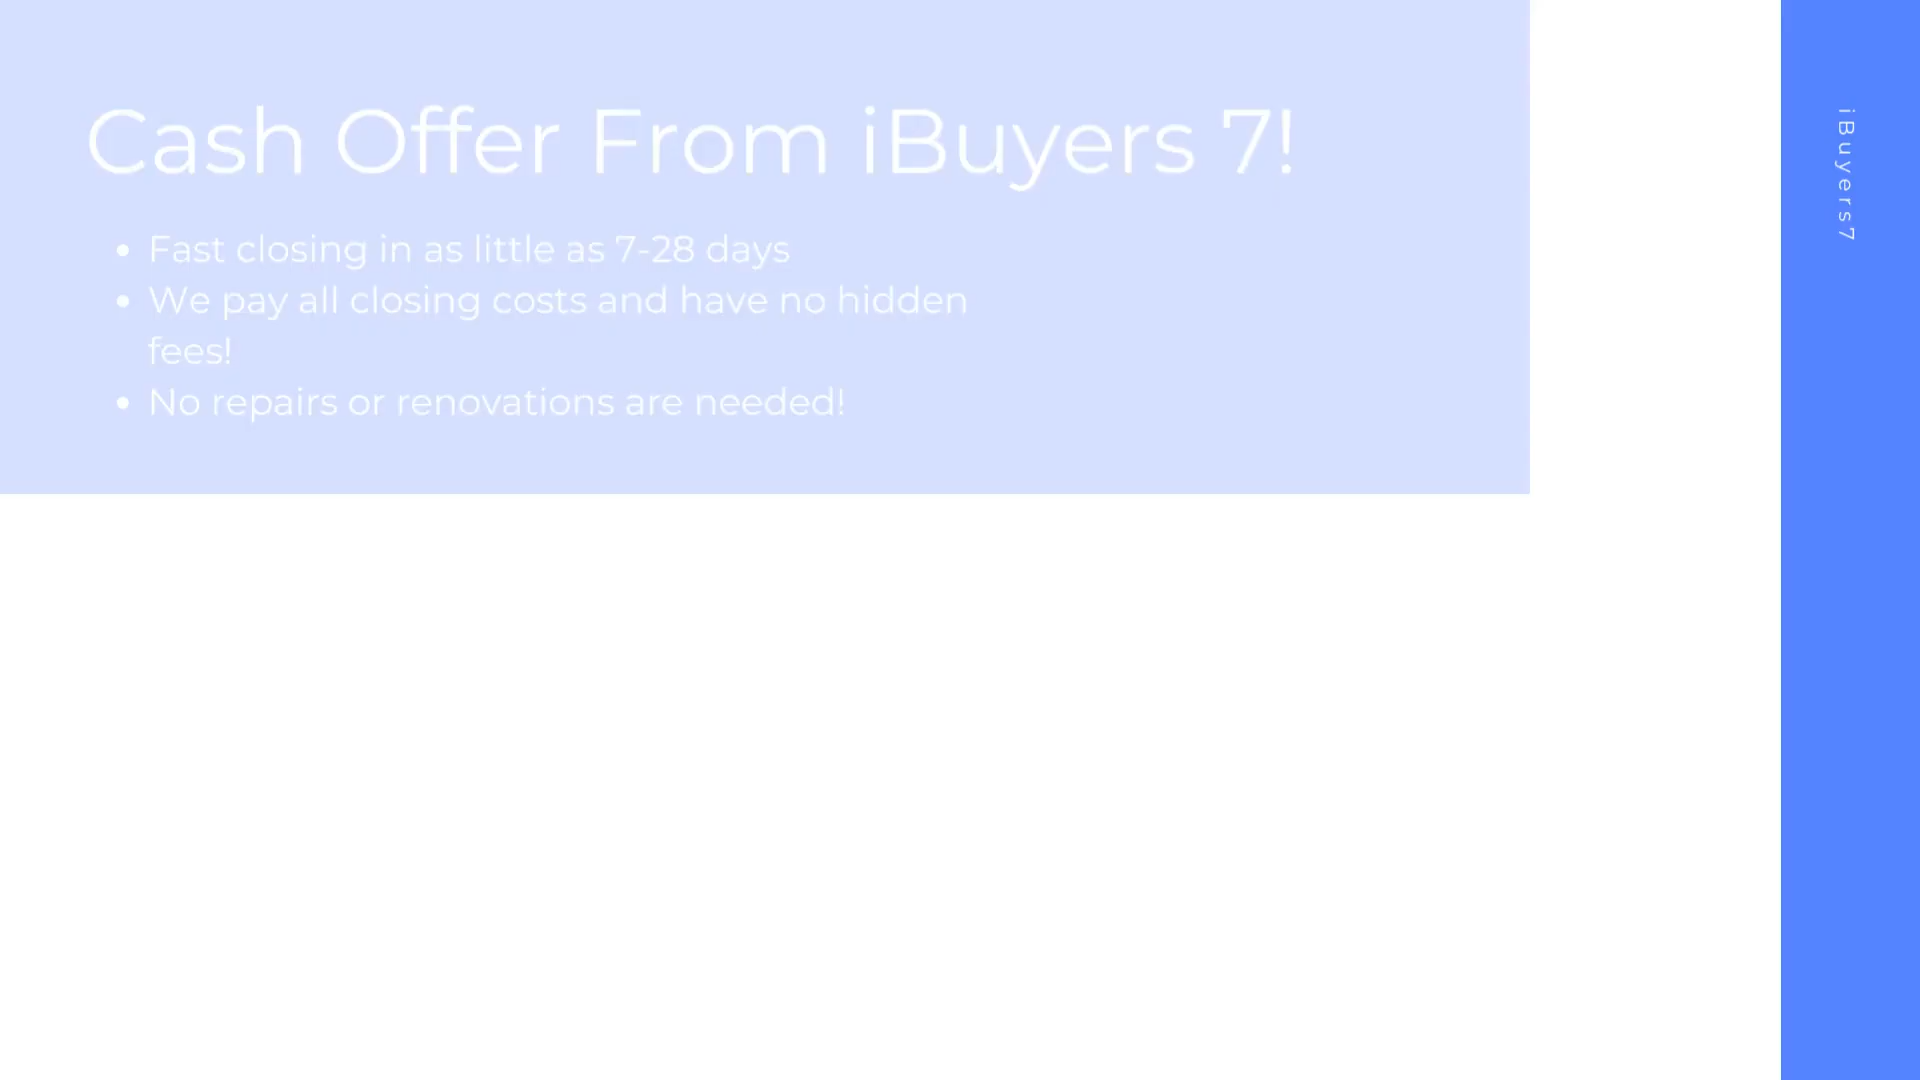 Cash Offer From iBuyers 7!
• Fast closing in as little as 7-28 days
• We pay all closing costs and have no hidden
fees!
• No repairs or renovations are needed!
iBuyers7